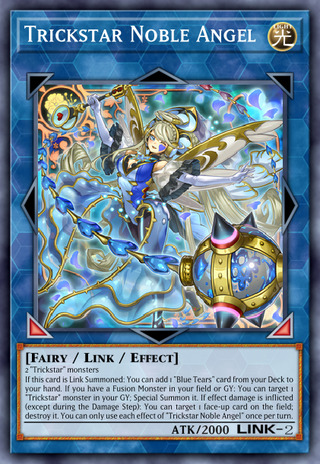 TRICKSTAR NOBLE ANGEL
LIGHT
光
[FAIRY / LINK / EFFECT]
2 "Trickstar" monsters
If this card is Link Summoned: You can add 1 "Blue Tears" card from your Deck to
your hand. If you have a Fusion Monster in your field or GY: You can target 1
"Trickstar" monster in your GY; Special Summon it. If effect damage is inflicted
(except during the Damage Step): You can target 1 face-up card on the field;
destroy it. You can only use each effect of "Trickstar Noble Angel" once per turn.
ATK/2000 LINK-2